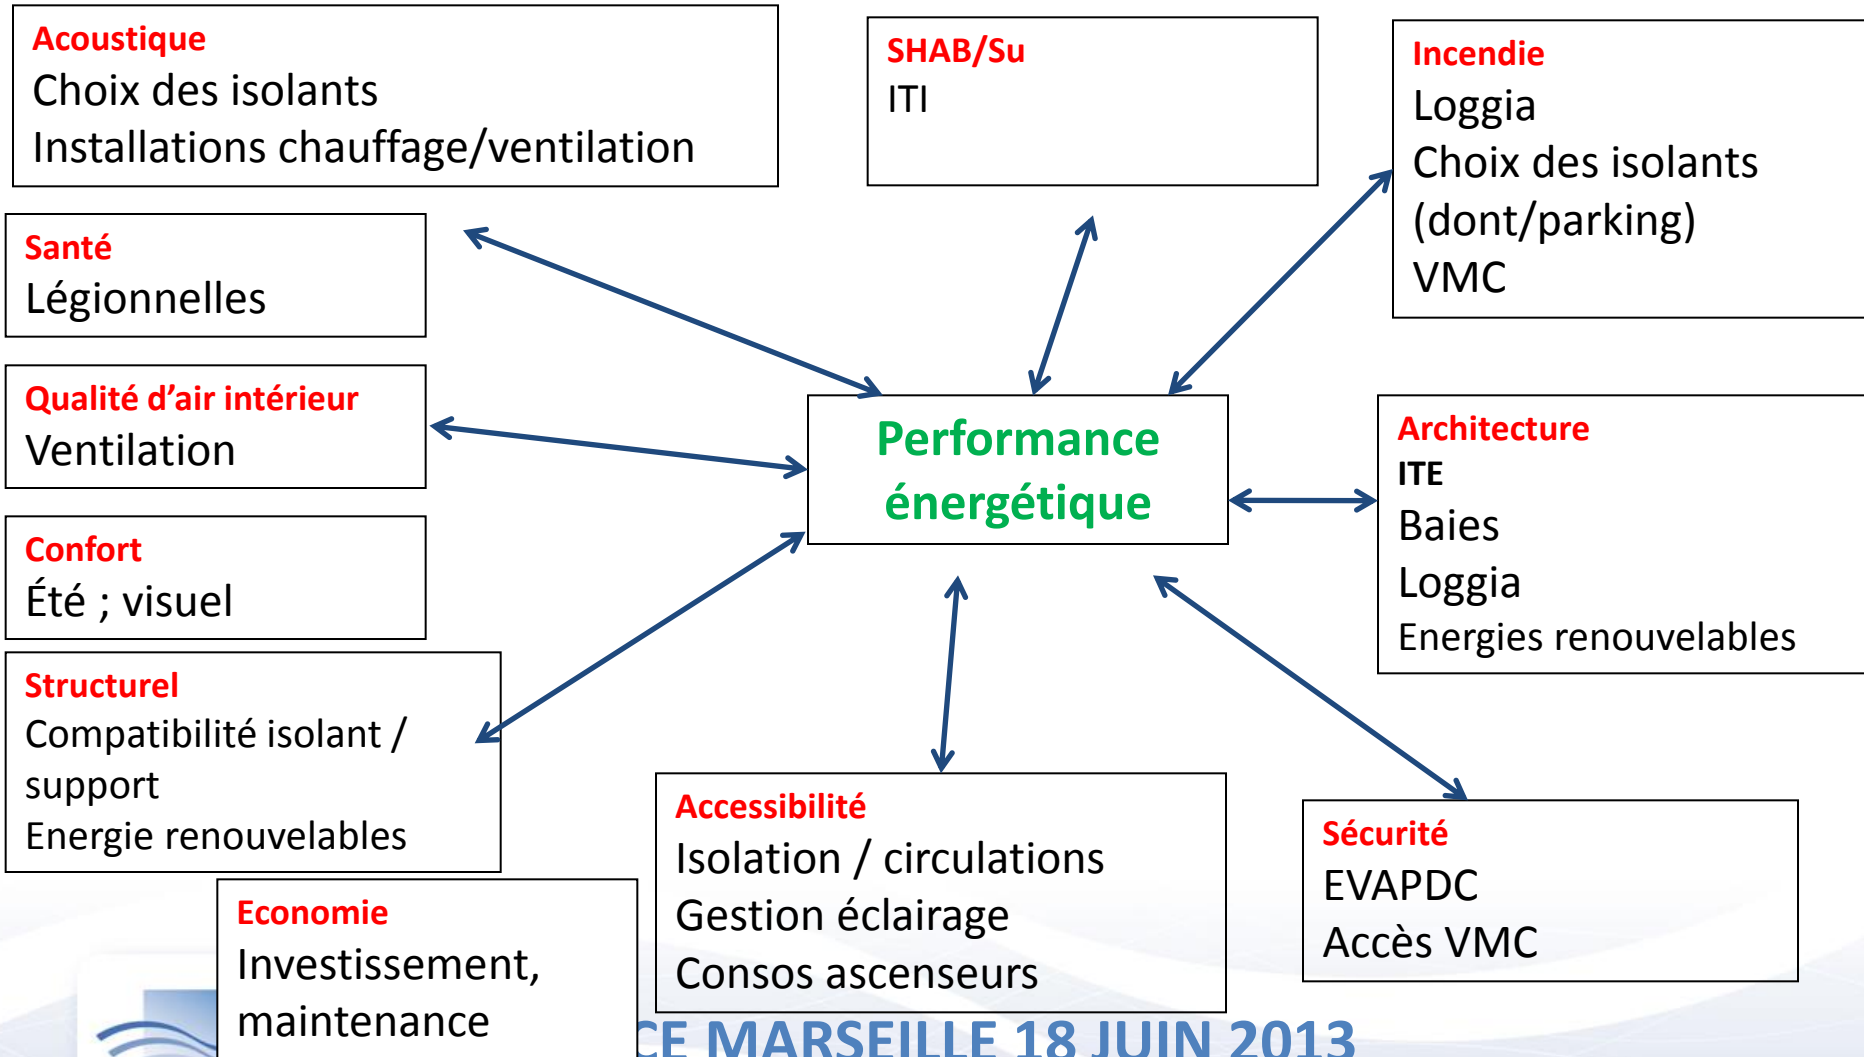 Acoustique
Choix des isolants
Installations chauffage/ventilation
SHAB/Su
ITI
Incendie
Loggia
Choix des isolants
(dont/parking)
VMC
Santé
Légionnelles
Qualité d’air intérieur
Ventilation
Performance
énergétique
Architecture
ITE
Baies
Loggia
Energies renouvelables
Confort
Été ; visuel
Structurel
Compatibilité isolant /
support
Energie renouvelables
Accessibilité
Isolation / circulations
Gestion éclairage
Consos ascenseurs
Sécurité
EVAPDC
Accès VMC
Economie
Investissement,
maintenance
CE MARSEILLE 18 JUIN 2013